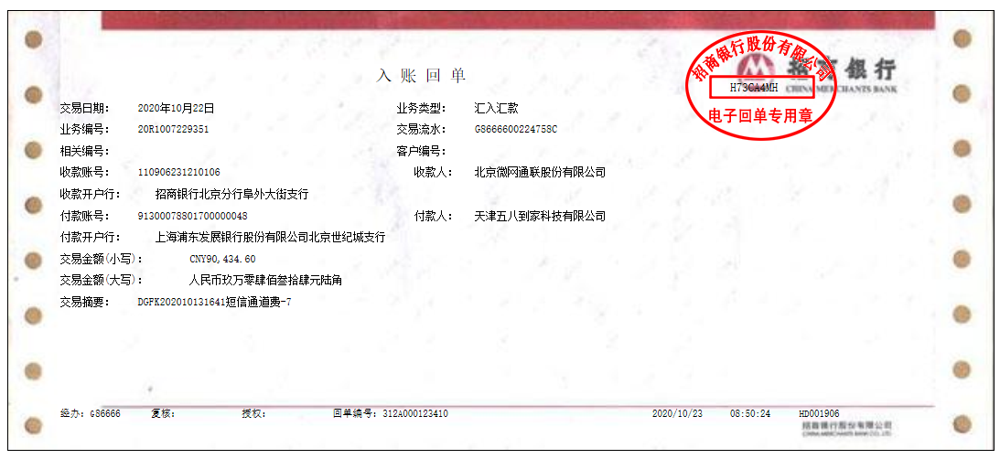 招商银行股份有限公司
招商银行
入 账 回 单
H73CA4MH
CHINA MERCHANTS BANK
电子回单专用章
交易日期： 2020年10月22日 业务类型： 汇入汇款
业务编号： 20R1007229351 交易流水： G8666600224758C
相关编号： 客户编号：
收款账号： 110906231210106 收款人： 北京微网通联股份有限公司
收款开户行： 招商银行北京分行阜外大街支行
付款账号： 91300078801700000048 付款人： 天津五八到家科技有限公司
付款开户行： 上海浦东发展银行股份有限公司北京世纪城支行
交易金额(小写)： CNY90,434.60
交易金额(大写)： 人民币玖万零肆佰叁拾肆元陆角
交易摘要： DGFK202010131641短信通道费-7
经办：G86666 复核： 授权： 回单编号：312A000123410 2020/10/23 08:50:24 HD001906
招商银行股份有限公司
CHINA MERCHANTS BANK CO., LTD.